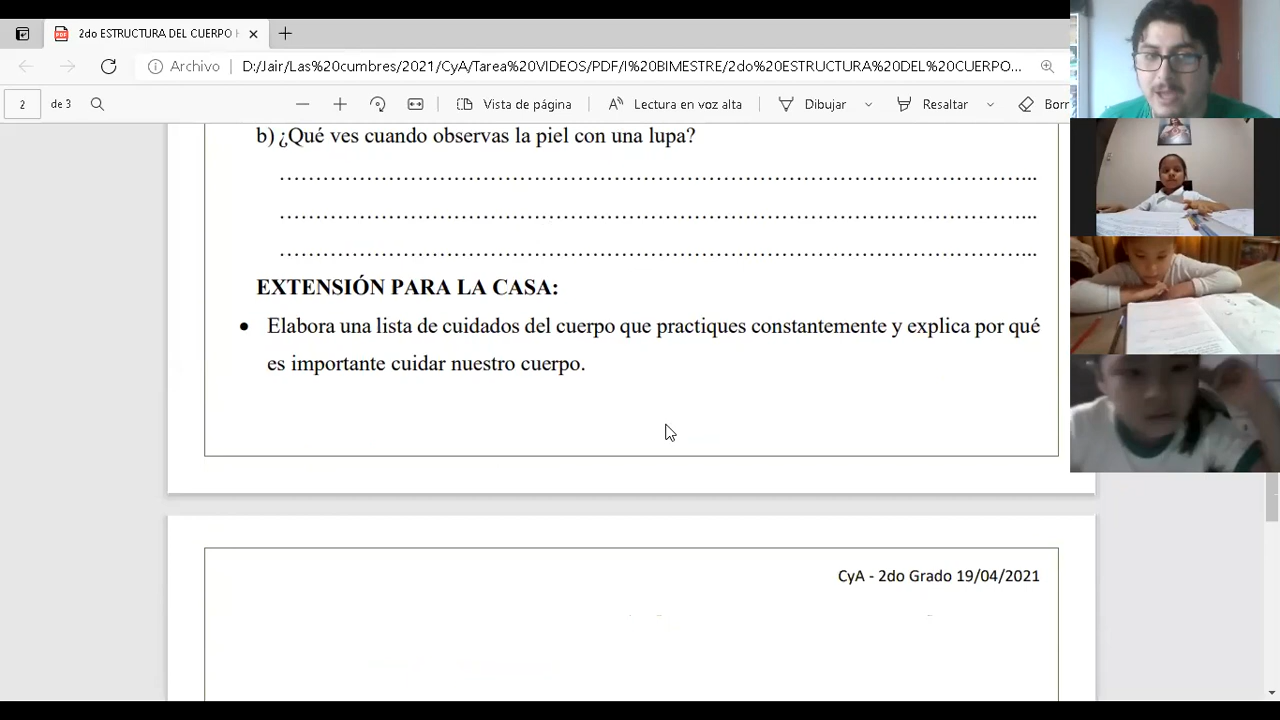 2do ESTRUCTURA DEL CUERPO H
Archivo
D:/Jair/Las%20cumbres/2021/CyA/Tarea%20VIDEOS/PDF/I%20BIMESTRE/2do%20ESTRUCTURA%20DEL%20CUERPO...
2 de 3
Vista de página
Lectura en voz alta
Dibujar
Resaltar
Borr
b) ¿Qué ves cuando observas la piel con una lupa?
…………………………………………………………………………………………...
…………………………………………………………………………………………...
…………………………………………………………………………………………...
EXTENSIÓN PARA LA CASA:
• Elabora una lista de cuidados del cuerpo que practiques constantemente y explica por qué
es importante cuidar nuestro cuerpo.
CyA - 2do Grado 19/04/2021